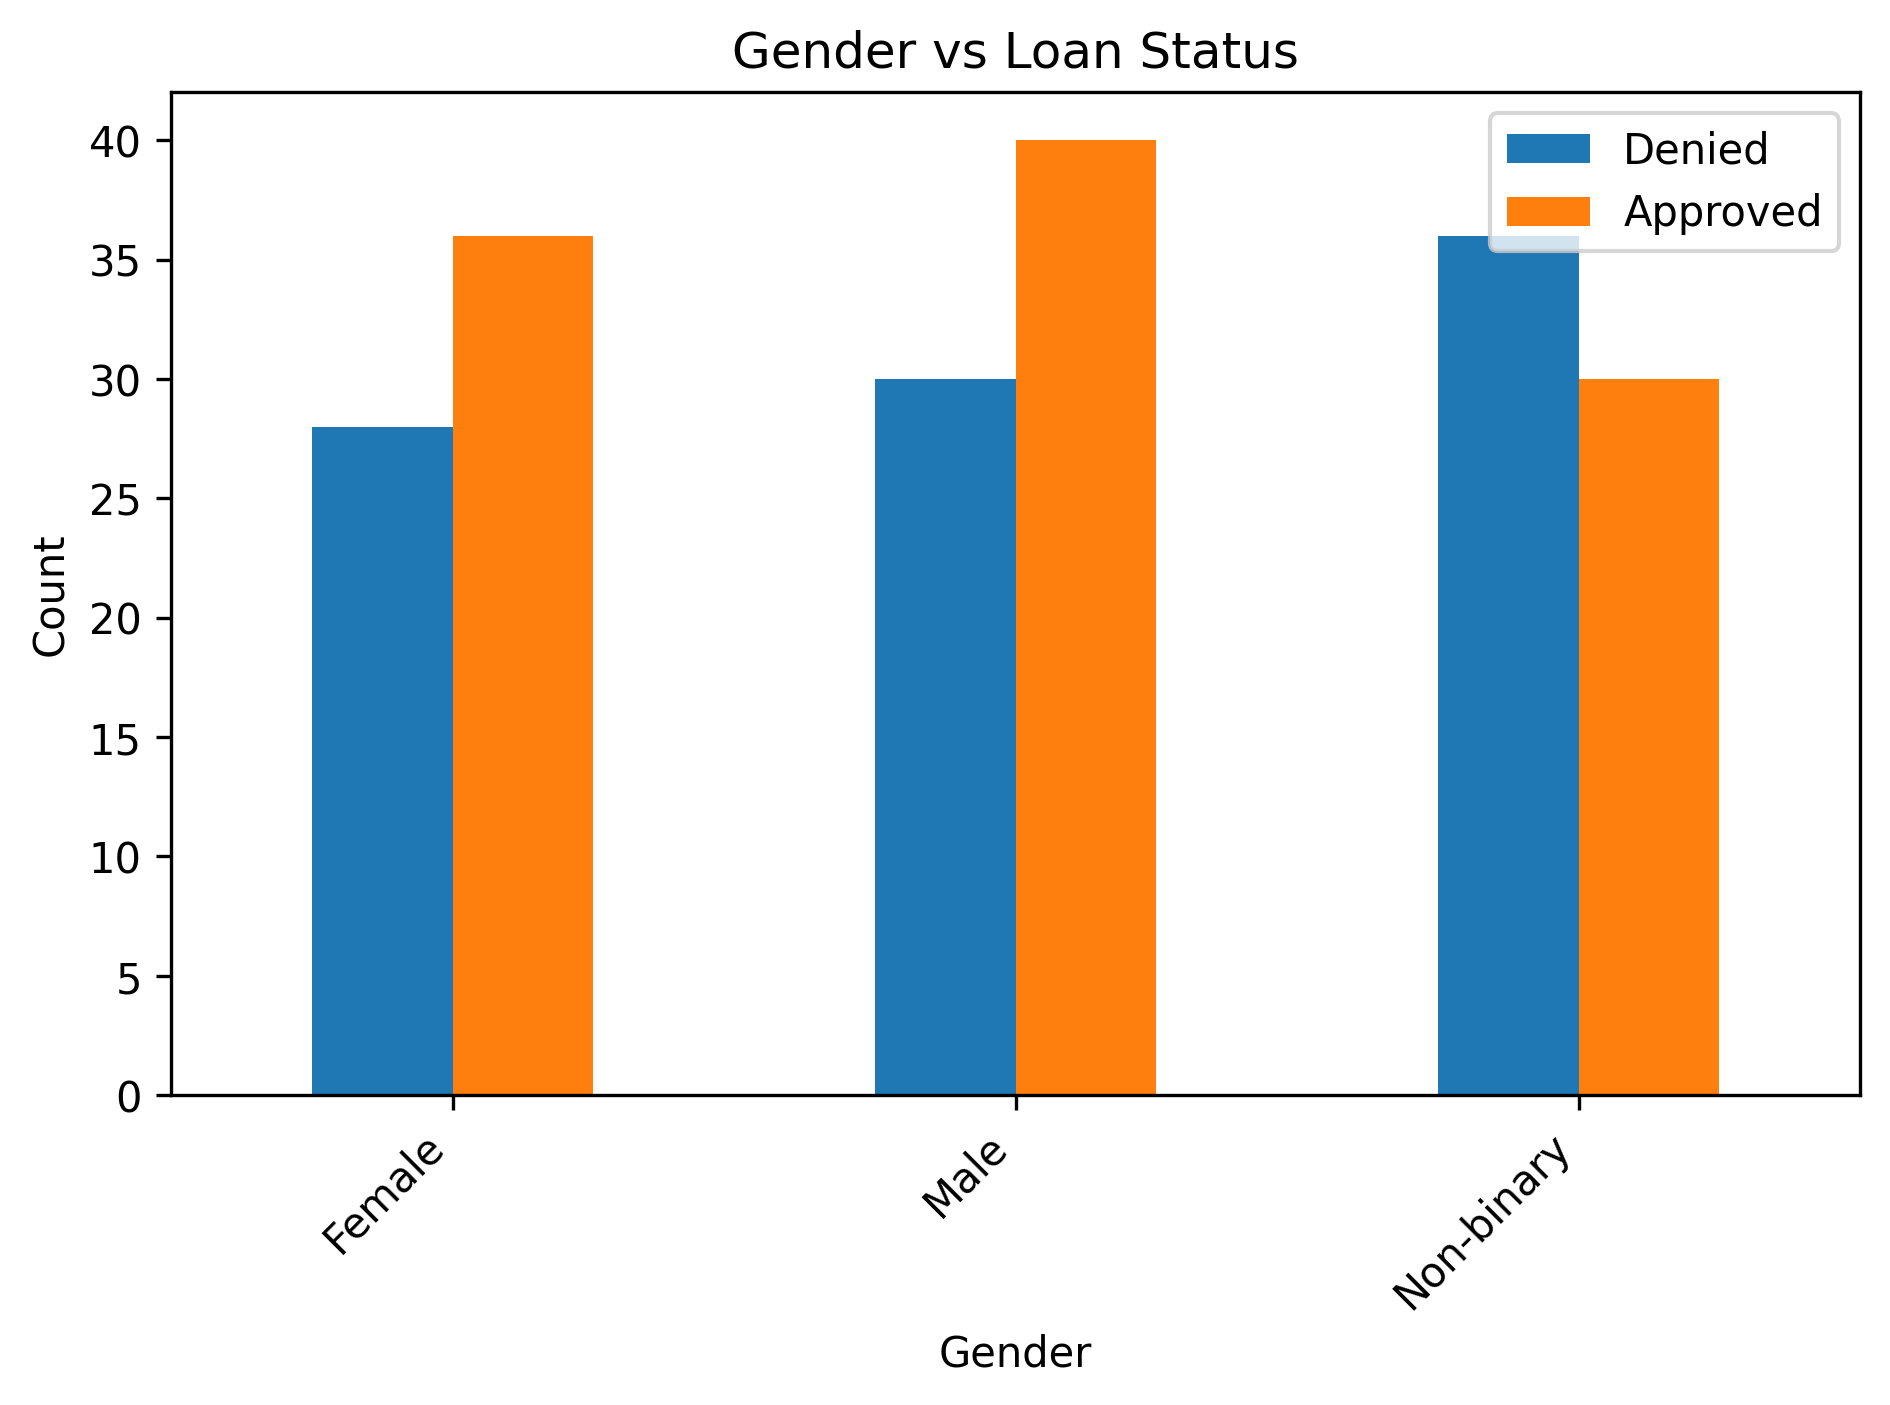 Gender vs Loan Status
Denied
Approved
40
35
30
25
20
15
10
5
0
Count
Female
Male
Non-binary
Gender